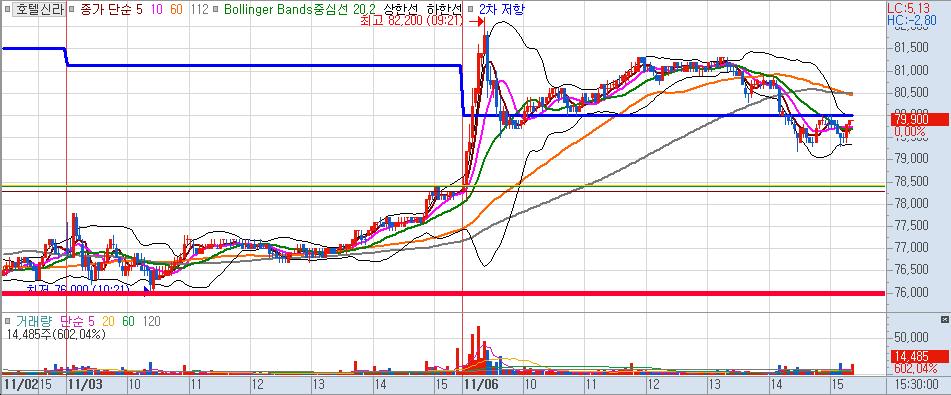 호텔신라 종가 단순 5 10 60 112 Bollinger Bands중심선 20,2 상한선 하한선 2차 저항
LC:5,13
HC:-2,80
최고 82,200 (09:21)
82,000
81,500
81,000
80,500
80,000
79,900
0,00%
79,500
79,000
78,500
78,000
77,500
77,000
76,500
76,000
최저 76,000 (10:21)
거래량 단순 5 20 60 120
14,485주(602,04%)
50,000
14,485
602,04%
11/02 15 11/03 10 11 12 13 14 15 11/06 10 11 12 13 14 15 15:30:00